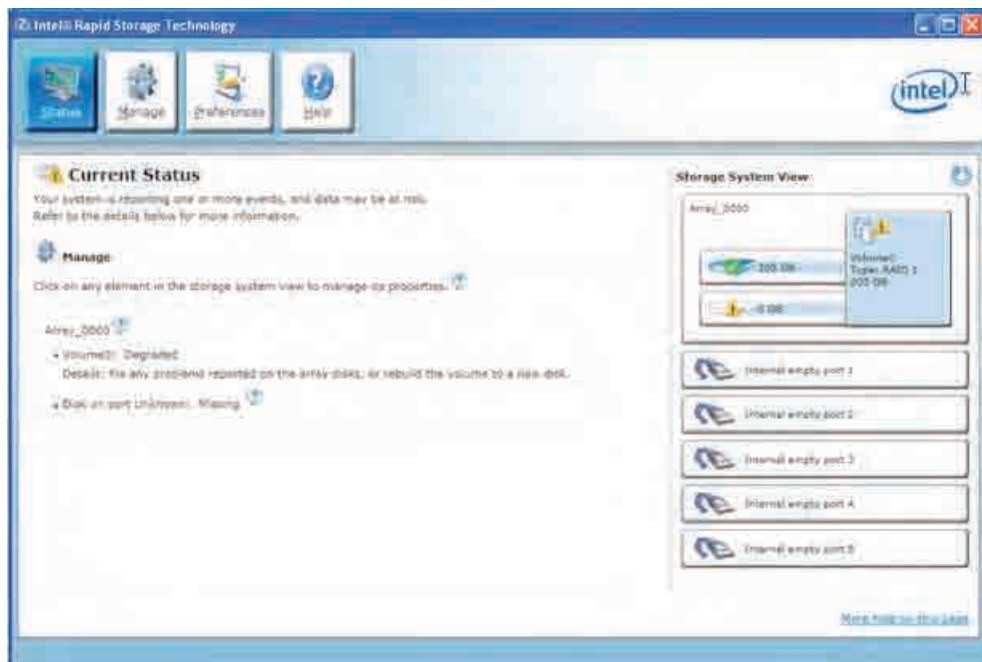 Intel® Rapid Storage Technology
Status
Manage
Preferences
Help
intel
Current Status
Your system is reporting one or more events, and data may be at risk.
Refer to the details below for more information.
Manage
Click on any element in the storage system view to manage its properties.
Array_0000
Degraded
Details: Fix any problems reported on the array disks, or rebuild the volume to a new disk.
Disk on port Unknown: Missing
Storage System View
Array_0000
0 GB
Type: RAID 1
Internal empty port 1
Internal empty port 2
Internal empty port 3
Internal empty port 4
Internal empty port 5
More help on this page